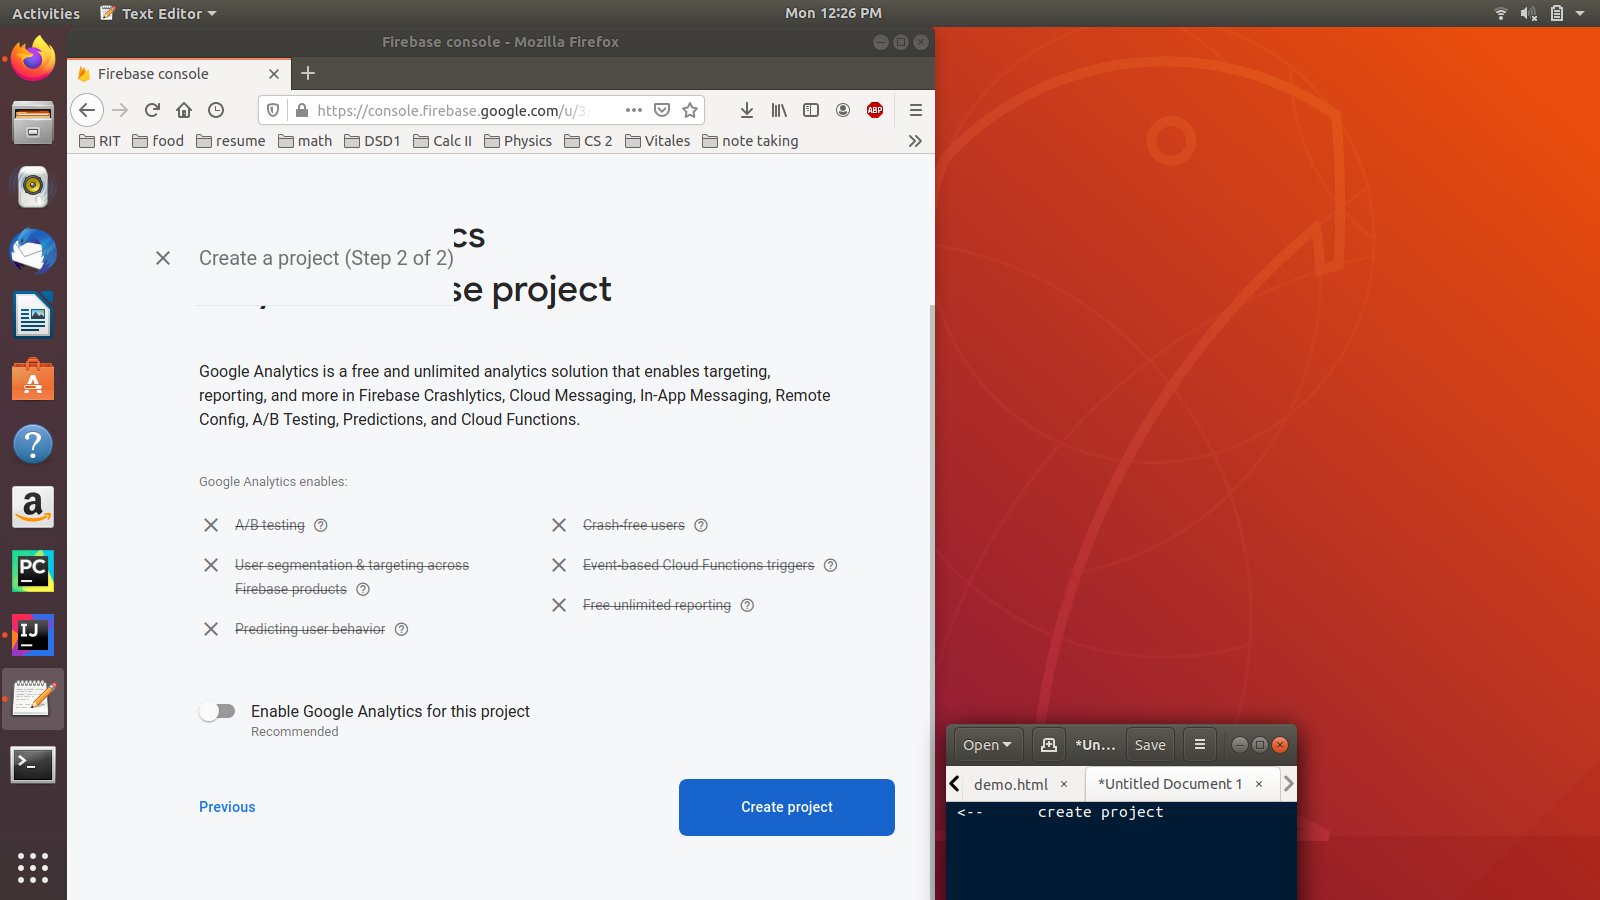 Activities
Text Editor
Mon 12:26 PM
Firebase console - Mozilla Firefox
Firebase console
https://console.firebase.google.com/u/3
ABP
RIT
food
resume
math
DSD1
Calc II
Physics
CS 2
Vitales
note taking
cs
Create a project (Step 2 of 2)
se project
Google Analytics is a free and unlimited analytics solution that enables targeting,
reporting, and more in Firebase Crashlytics, Cloud Messaging, In-App Messaging, Remote
Config, A/B Testing, Predictions, and Cloud Functions.
Google Analytics enables:
A/B testing
Crash-free users
User segmentation & targeting across
Firebase products
Event-based Cloud Functions triggers
Free unlimited reporting
Predicting user behavior
Enable Google Analytics for this project
Recommended
Previous
Create project
Open
*Un...
Save
demo.html
*Untitled Document 1
<-- create project
a
PC
IJ